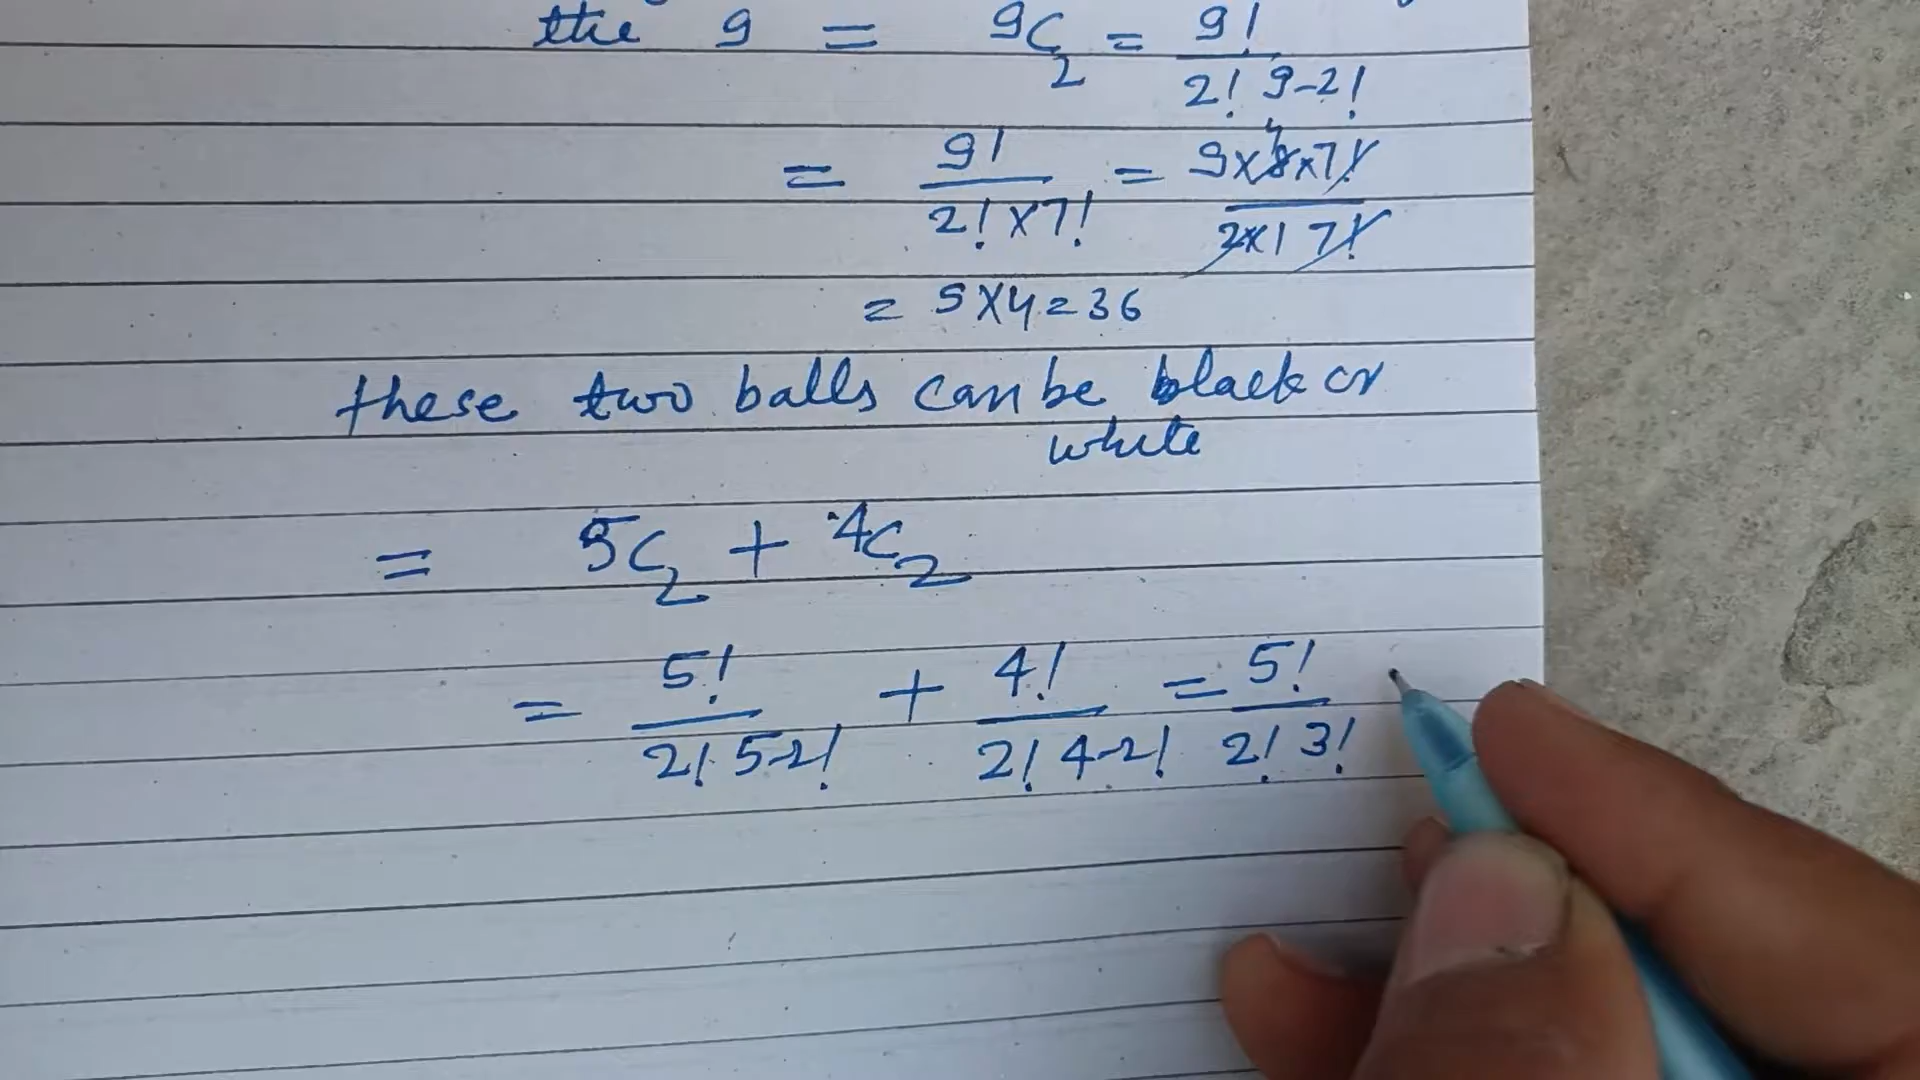 the 9 = 9C2 = 9! / 2! 9-2!
= 9! / 2! x 7! = 9x8x7! / 2x1 7!
4
= 9x4 = 36
these two balls can be black or
white
= 5C2 + 4C2
= 5! / 2! 5-2! + 4! / 2! 4-2! = 5! / 2! 3!